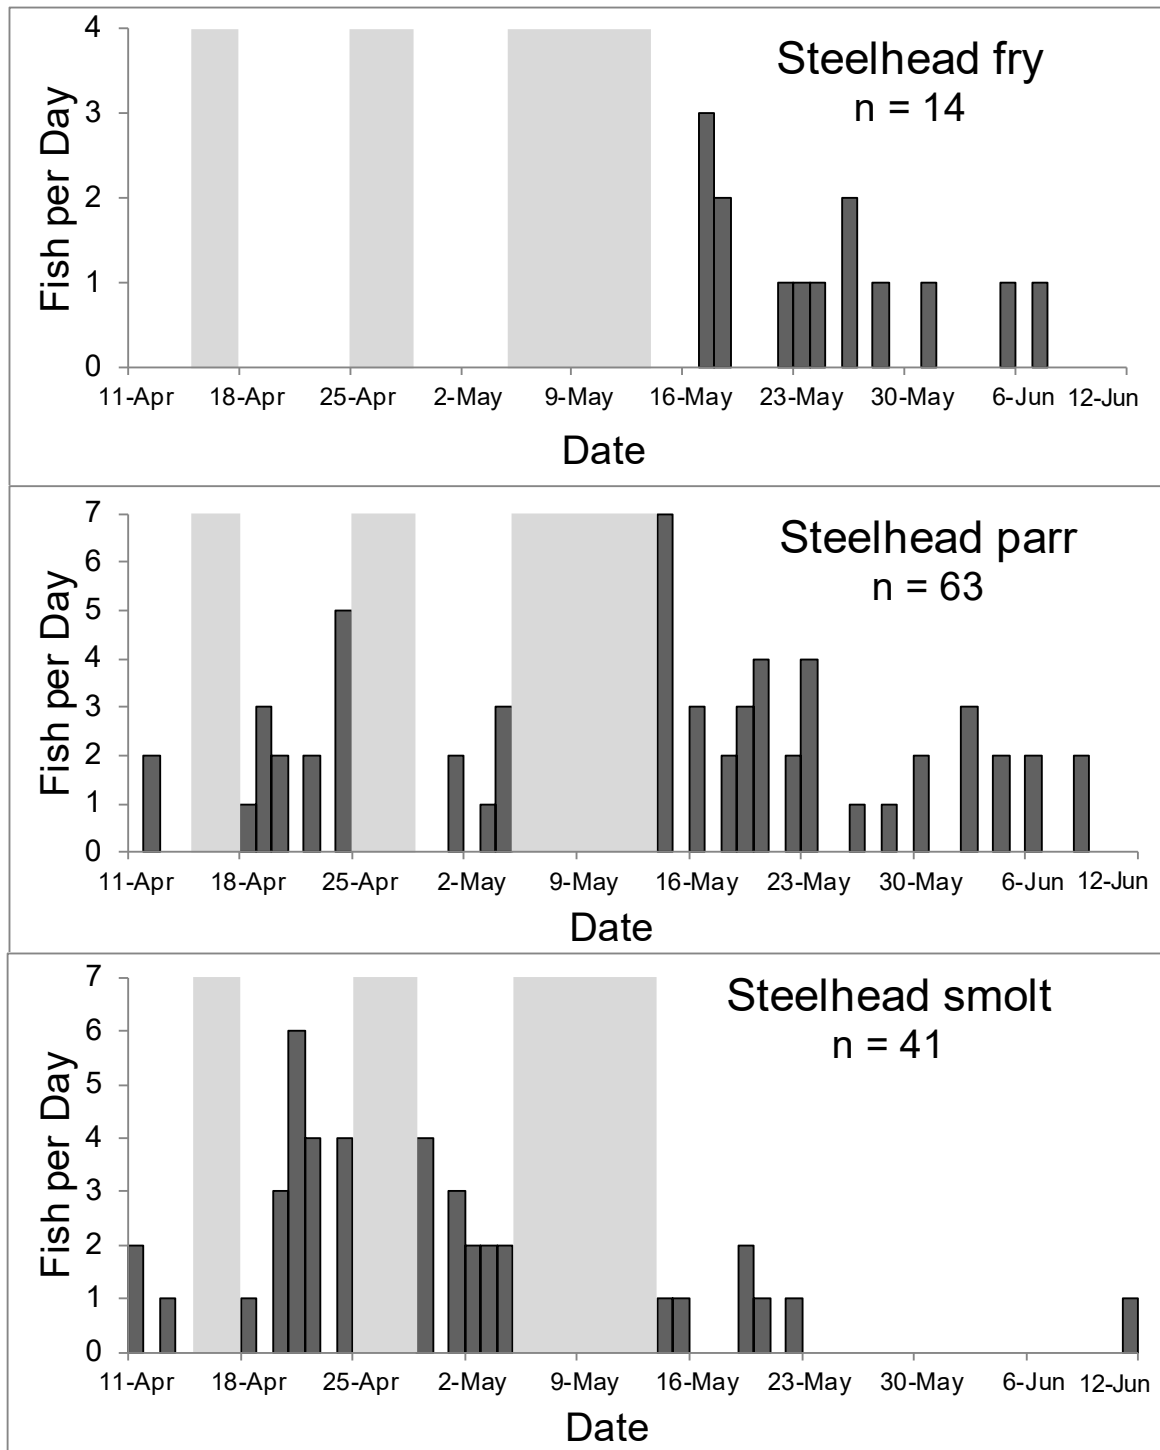 Steelhead fry
n = 14
Fish per Day
4
3
2
1
0
11-Apr 18-Apr 25-Apr 2-May 9-May 16-May 23-May 30-May 6-Jun 12-Jun
Date
Steelhead parr
n = 63
Fish per Day
7
6
5
4
3
2
1
0
11-Apr 18-Apr 25-Apr 2-May 9-May 16-May 23-May 30-May 6-Jun 12-Jun
Date
Steelhead smolt
n = 41
Fish per Day
7
6
5
4
3
2
1
0
11-Apr 18-Apr 25-Apr 2-May 9-May 16-May 23-May 30-May 6-Jun 12-Jun
Date